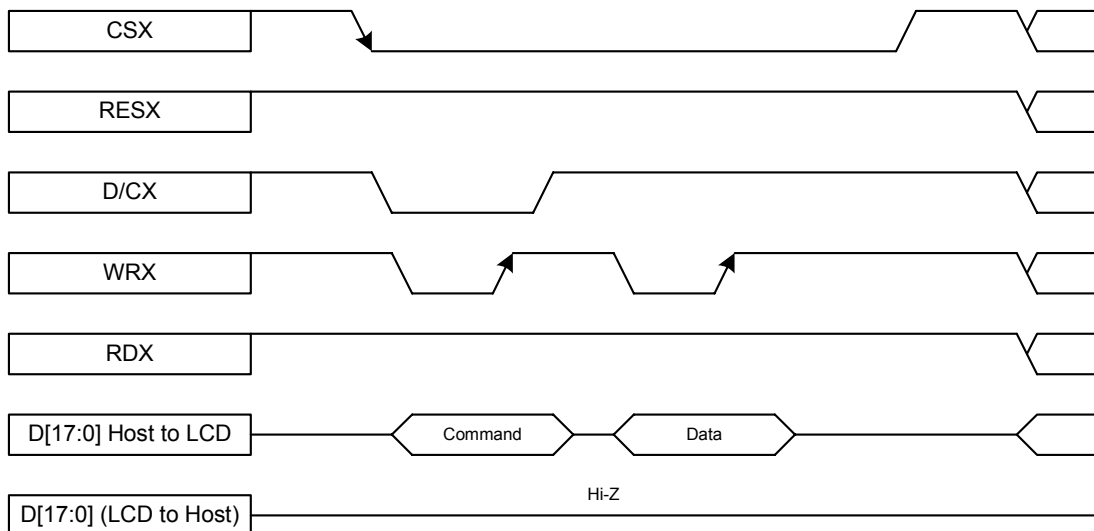 CSX
RESX
D/CX
WRX
RDX
D[17:0] Host to LCD
Command
Data
Hi-Z
D[17:0] (LCD to Host)